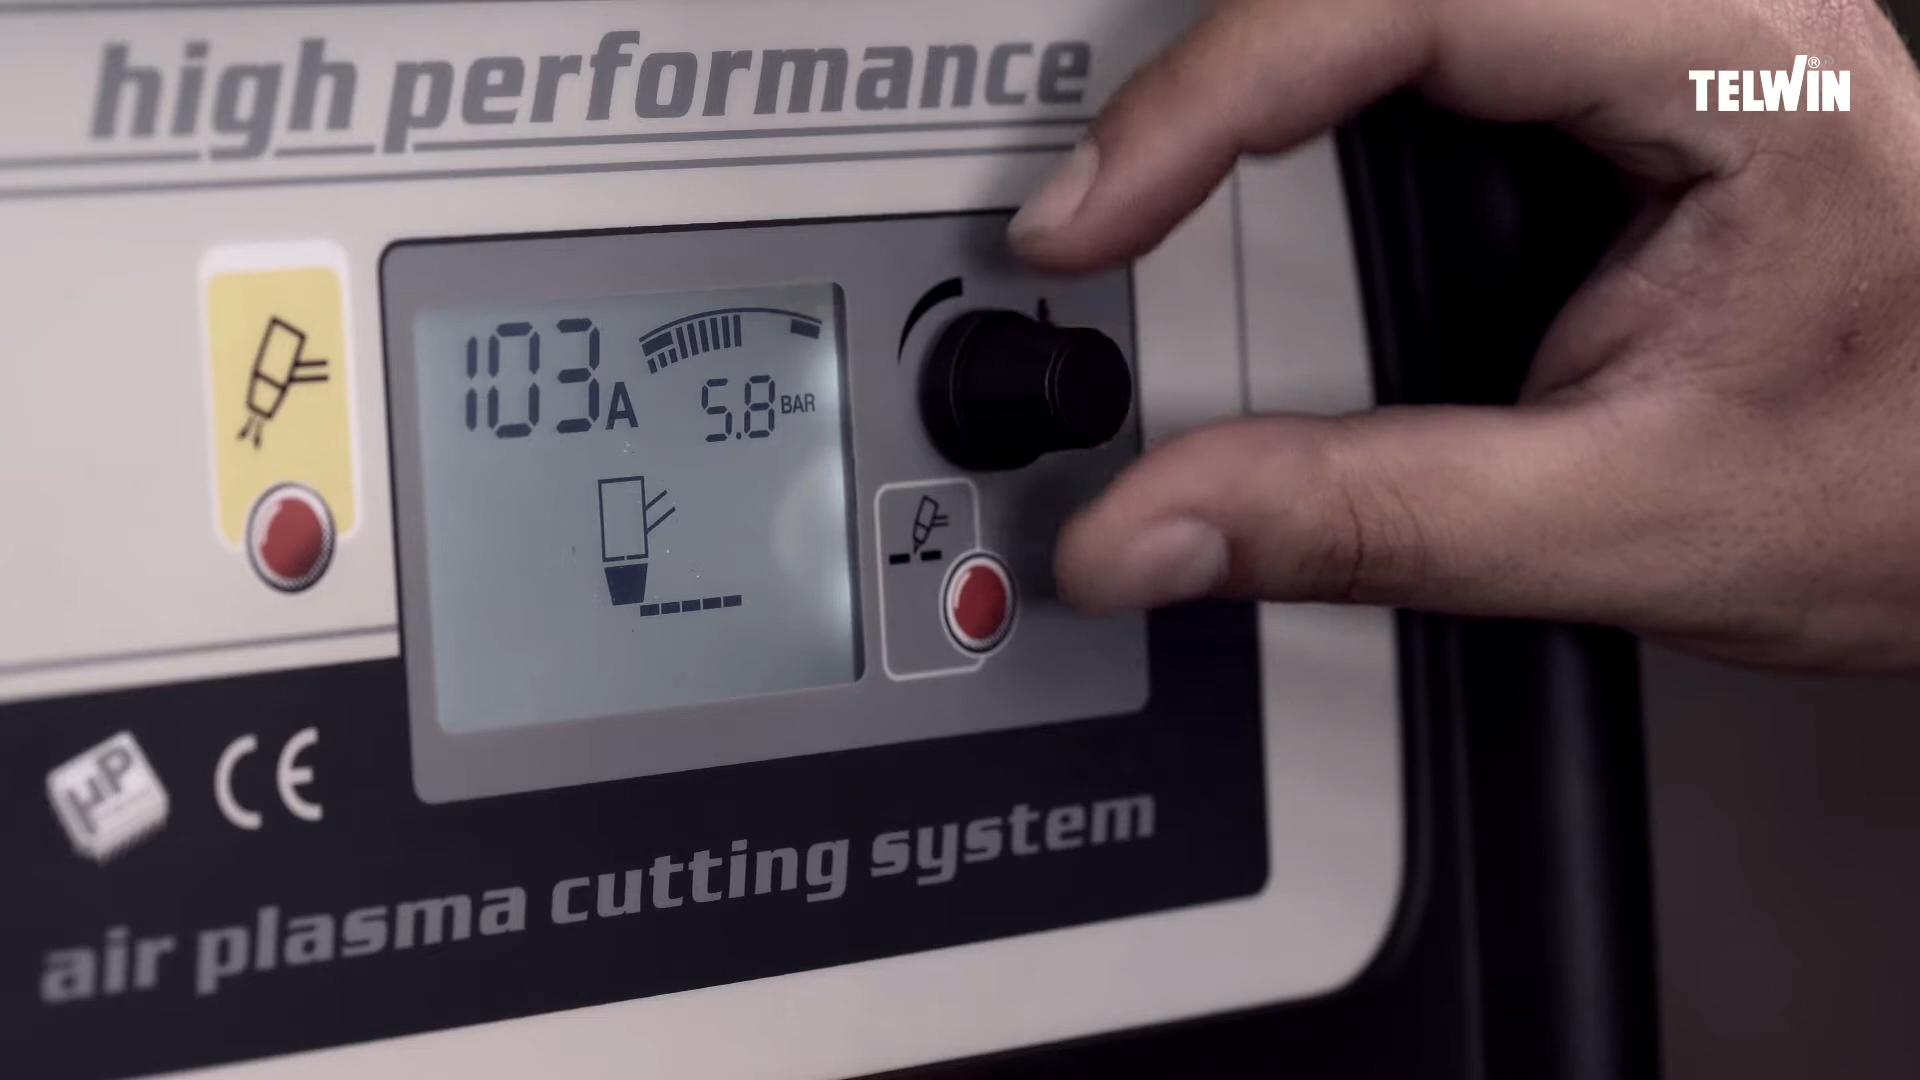 high performance
TELWIN®
103A
5.8 BAR
µP
CE
air plasma cutting system